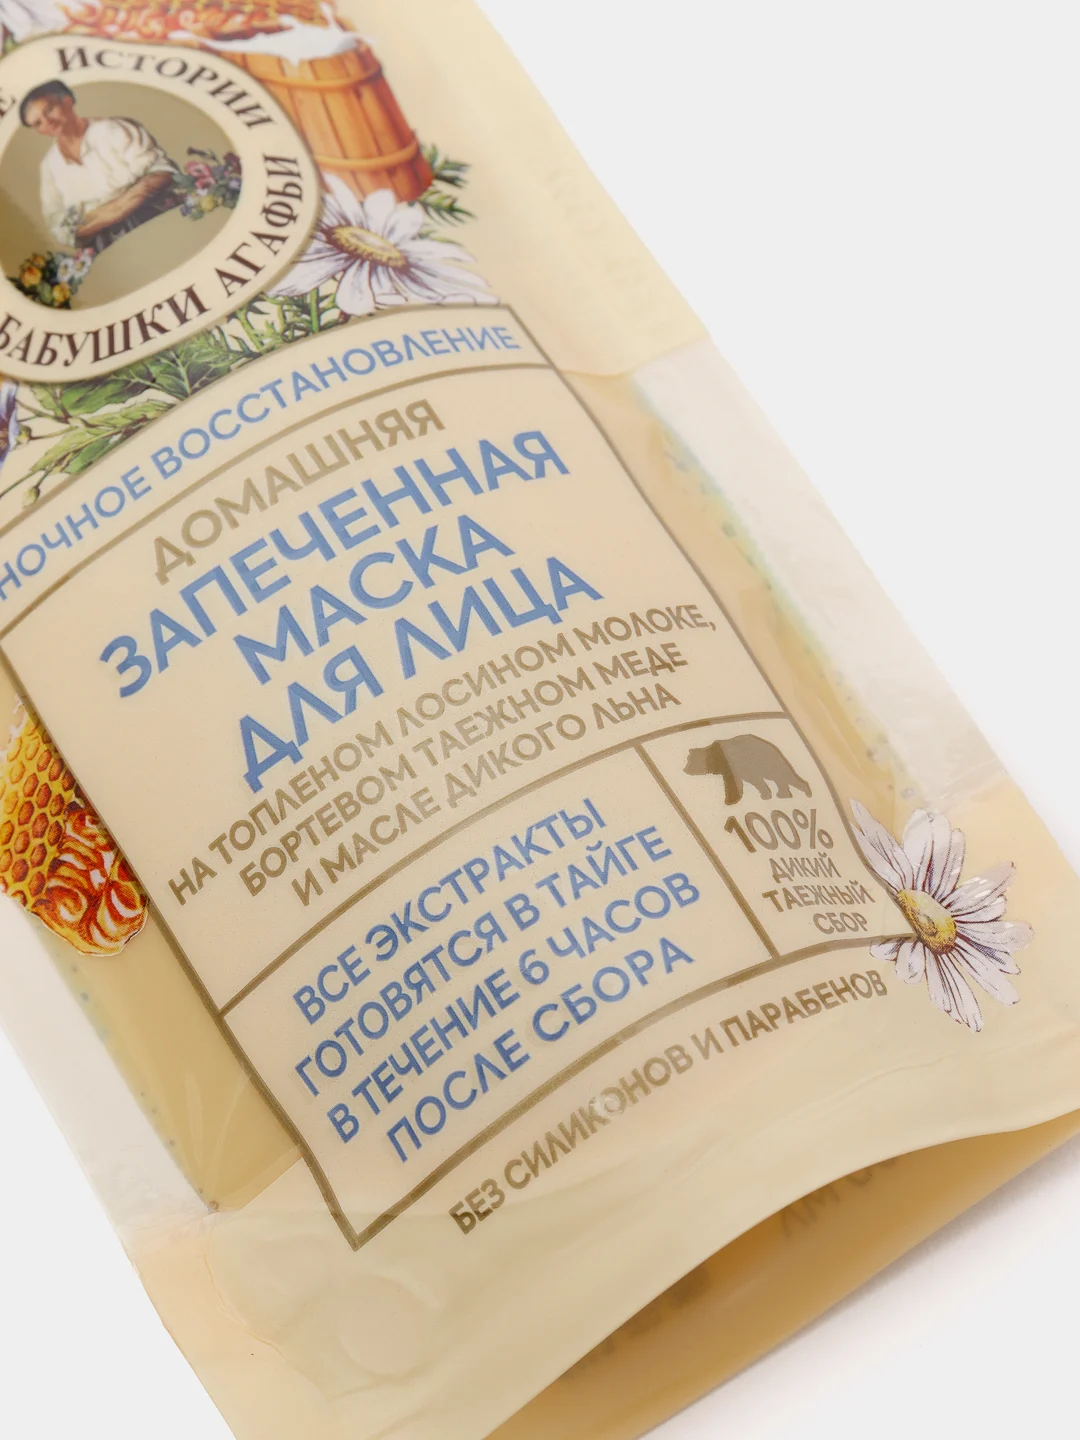 ИСТОРИИ
БАБУШКИ АГАФЬИ
НОЧНОЕ ВОССТАНОВЛЕНИЕ
ДОМАШНЯЯ
ЗАПЕЧЕННАЯ
МАСКА
ДЛЯ ЛИЦА
НА ТОПЛЕНОМ ЛОСИНОМ МОЛОКЕ,
БОРТЕВОМ ТАЕЖНОМ МЕДЕ
И МАСЛЕ ДИКОГО ЛЬНА
ВСЕ ЭКСТРАКТЫ
ГОТОВЯТСЯ В ТАЙГЕ
В ТЕЧЕНИЕ 6 ЧАСОВ
ПОСЛЕ СБОРА
100%
ДИКИЙ
ТАЕЖНЫЙ
СБОР
БЕЗ СИЛИКОНОВ И ПАРАБЕНОВ